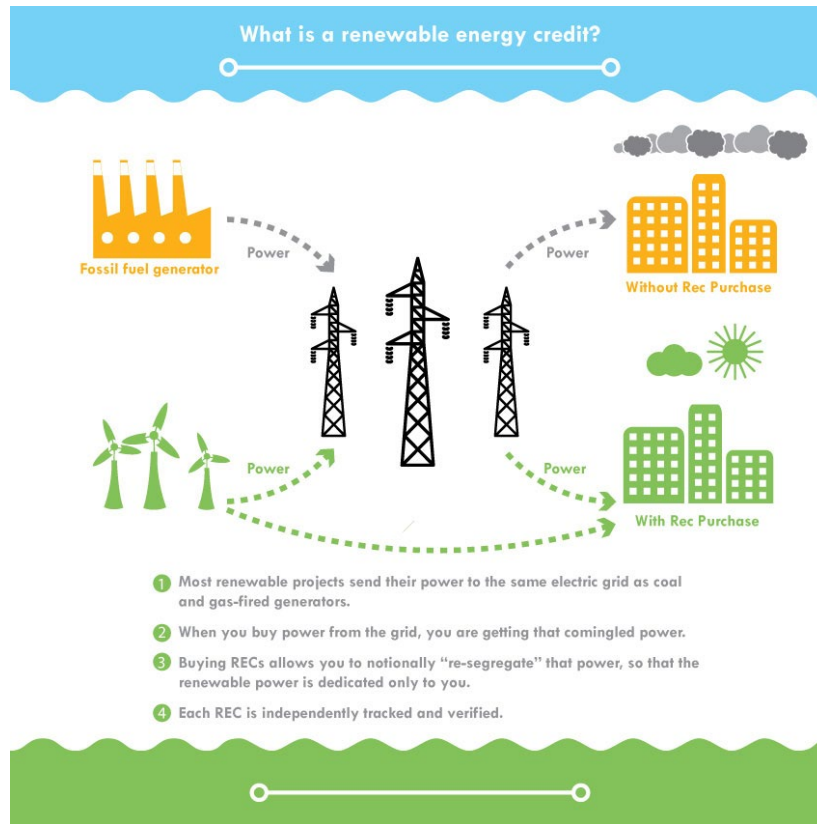 What is a renewable energy credit?
Power
Power
Fossil fuel generator
Without Rec Purchase
Power
Power
With Rec Purchase
1 Most renewable projects send their power to the same electric grid as coal
and gas-fired generators.
2 When you buy power from the grid, you are getting that comingled power.
3 Buying RECs allows you to notionally “re-segregate” that power, so that the
renewable power is dedicated only to you.
4 Each REC is independently tracked and verified.